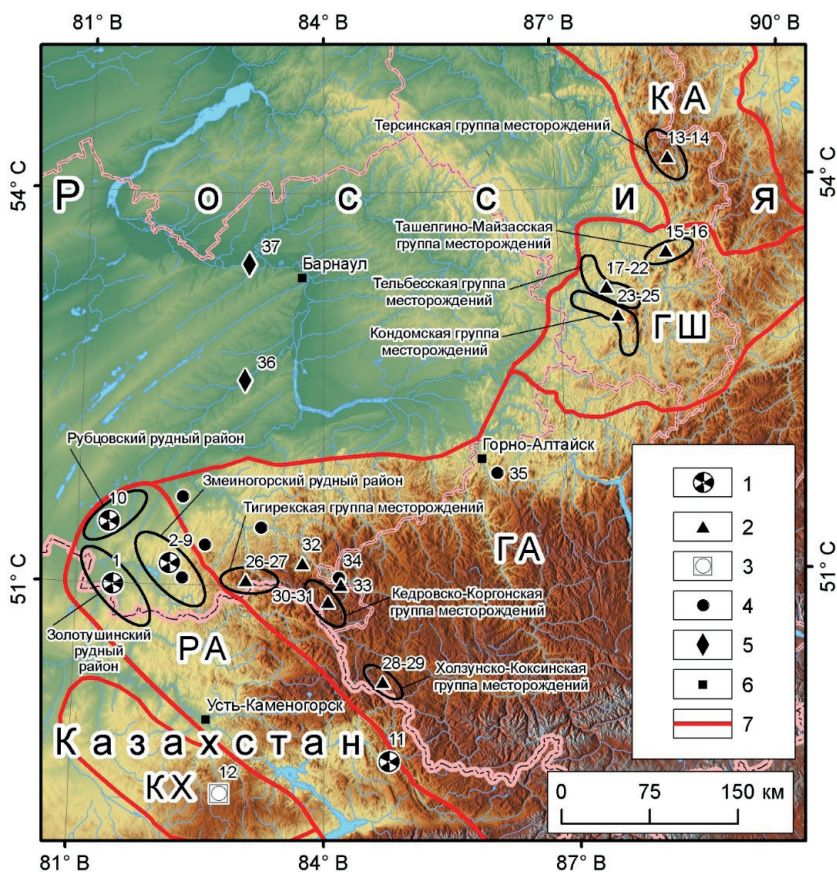 81° В
84° В
87° В
90° В
КА
Терсинская группа месторождений
13-14
54° С
Р о с с и я
Ташелгино-Майзасская
группа месторождений
15-16
37
Барнаул
Тельбесская группа
месторождений
17-22
23-25
Кондомская группа
месторождений
ГШ
36
Рубцовский рудный район
Горно-Алтайск
35
Змеиногорский рудный район
10
Тигирекская группа месторождений
ГА
2-9
32
1
26-27
34
33
51° С
51° С
30-31
Кедровско-Коргонская
группа месторождений
Золотушинский
рудный
район
РА
28-29
Холзунско-Коксинская
группа месторождений
Усть-Каменогорск
Казахстан
11
КХ
12
1
2
3
4
5
6
7
0
75
150
км
81° В
84° В
87° В